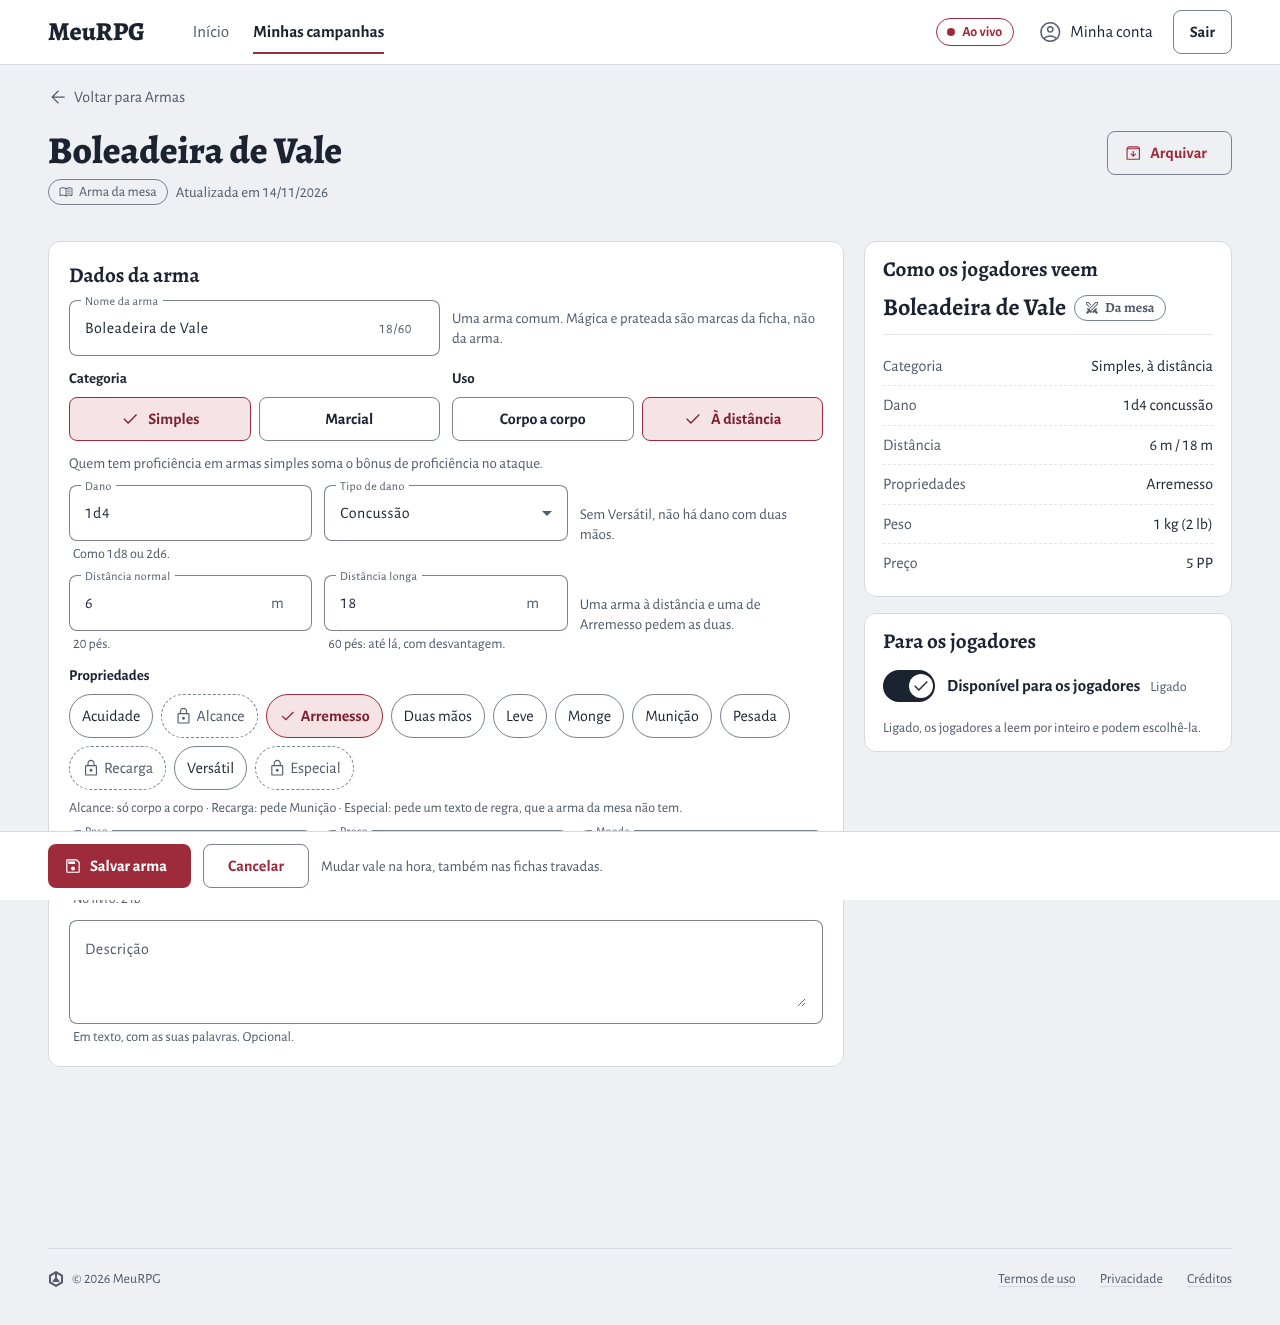 MeuRPG
Início
Minhas campanhas
Ao vivo
Minha conta
Sair
Voltar para Armas
Boleadeira de Vale
Arquivar
Arma da mesa
Atualizada em 14/11/2026
Dados da arma
Nome da arma
Boleadeira de Vale
18/60
Uma arma comum. Mágica e prateada são marcas da ficha, não
da arma.
Categoria
Uso
Simples
Marcial
Corpo a corpo
À distância
Quem tem proficiência em armas simples soma o bônus de proficiência no ataque.
Dano
1d4
Tipo de dano
Concussão
Sem Versátil, não há dano com duas
mãos.
Como 1d8 ou 2d6.
Distância normal
6
m
Distância longa
18
m
Uma arma à distância e uma de
Arremesso pedem as duas.
20 pés.
60 pés: até lá, com desvantagem.
Propriedades
Acuidade
Alcance
Arremesso
Duas mãos
Leve
Monge
Munição
Pesada
Recarga
Versátil
Especial
Alcance: só corpo a corpo · Recarga: pede Munição · Especial: pede um texto de regra, que a arma da mesa não tem.
Salvar arma
Cancelar
Mudar vale na hora, também nas fichas travadas.
Descrição
Em texto, com as suas palavras. Opcional.
Como os jogadores veem
Boleadeira de Vale
Da mesa
Categoria
Simples, à distância
Dano
1d4 concussão
Distância
6 m / 18 m
Propriedades
Arremesso
Peso
1 kg (2 lb)
Preço
5 PP
Para os jogadores
Disponível para os jogadores
Ligado
Ligado, os jogadores a leem por inteiro e podem escolhê-la.
© 2026 MeuRPG
Termos de uso
Privacidade
Créditos